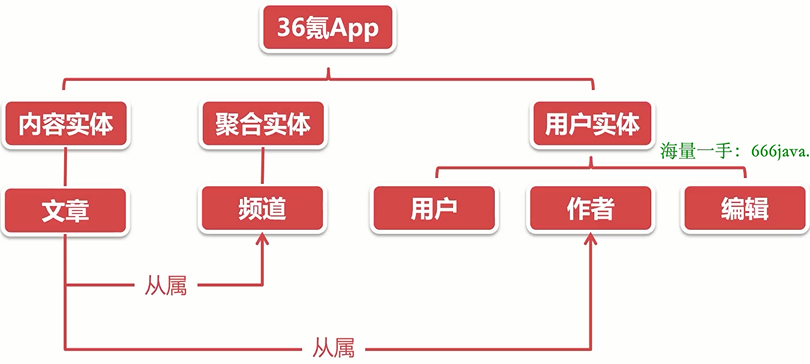 36氪App
内容实体
聚合实体
用户实体
海量一手：666java.
文章
频道
用户
作者
编辑
从属
从属